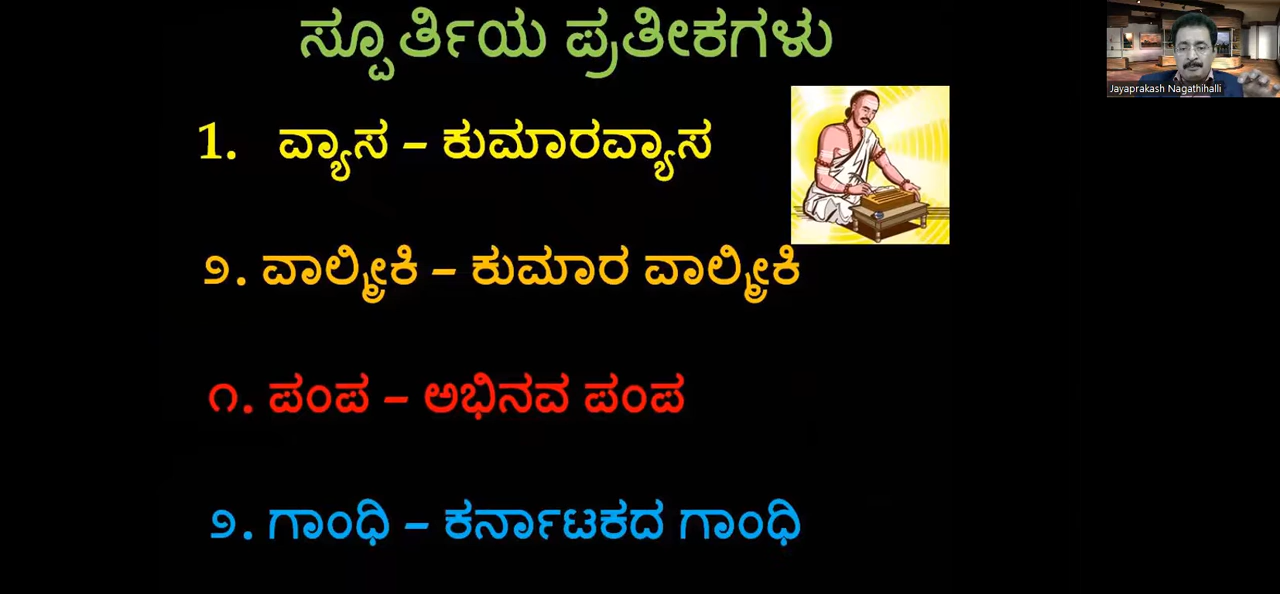 ಸ್ಪೂರ್ತಿಯ ಪ್ರತೀಕಗಳು
Jayaprakash Nagathihalli
1. ವ್ಯಾಸ – ಕುಮಾರವ್ಯಾಸ
೨. ವಾಲ್ಮೀಕಿ – ಕುಮಾರ ವಾಲ್ಮೀಕಿ
೧. ಪಂಪ – ಅಭಿನವ ಪಂಪ
೨. ಗಾಂಧಿ – ಕರ್ನಾಟಕದ ಗಾಂಧಿ